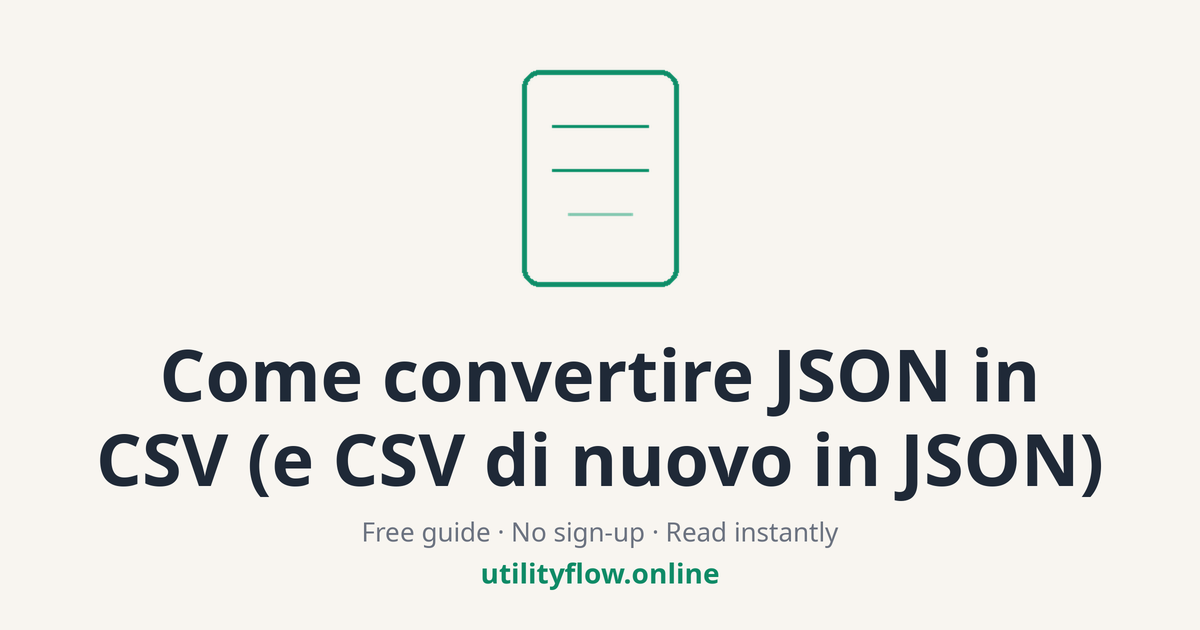 Come convertire JSON in
CSV (e CSV di nuovo in JSON)
Free guide · No sign-up · Read instantly
utilityflow.online